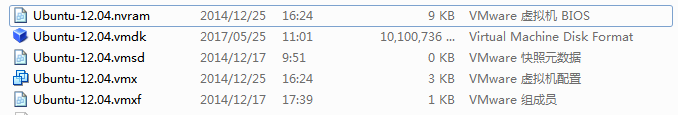 Ubuntu-12.04.nvram 2014/12/25 16:24 9 KB VMware 虚拟机 BIOS
Ubuntu-12.04.vmdk 2017/05/25 11:01 10,100,736 ... Virtual Machine Disk Format
Ubuntu-12.04.vmsd 2014/12/17 9:51 0 KB VMware 快照元数据
Ubuntu-12.04.vmx 2014/12/25 16:24 3 KB VMware 虚拟机配置
Ubuntu-12.04.vmxf 2014/12/17 17:39 1 KB VMware 组成员